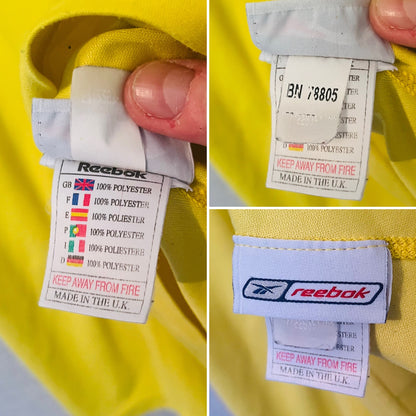 Reebok
GB 100% POLYESTER
F 100% POLYESTER
E 100% POLIESTER
P 100% POLIESTER
100% POLIESTERE
D 100% POLYESTER
KEEP AWAY FROM FIRE
MADE IN THE U.K.
BN 78805
KEEP AWAY FROM FIRE
MADE IN THE U.K.
reebok
KEEP AWAY FROM FIRE
MADE IN THE U.K.